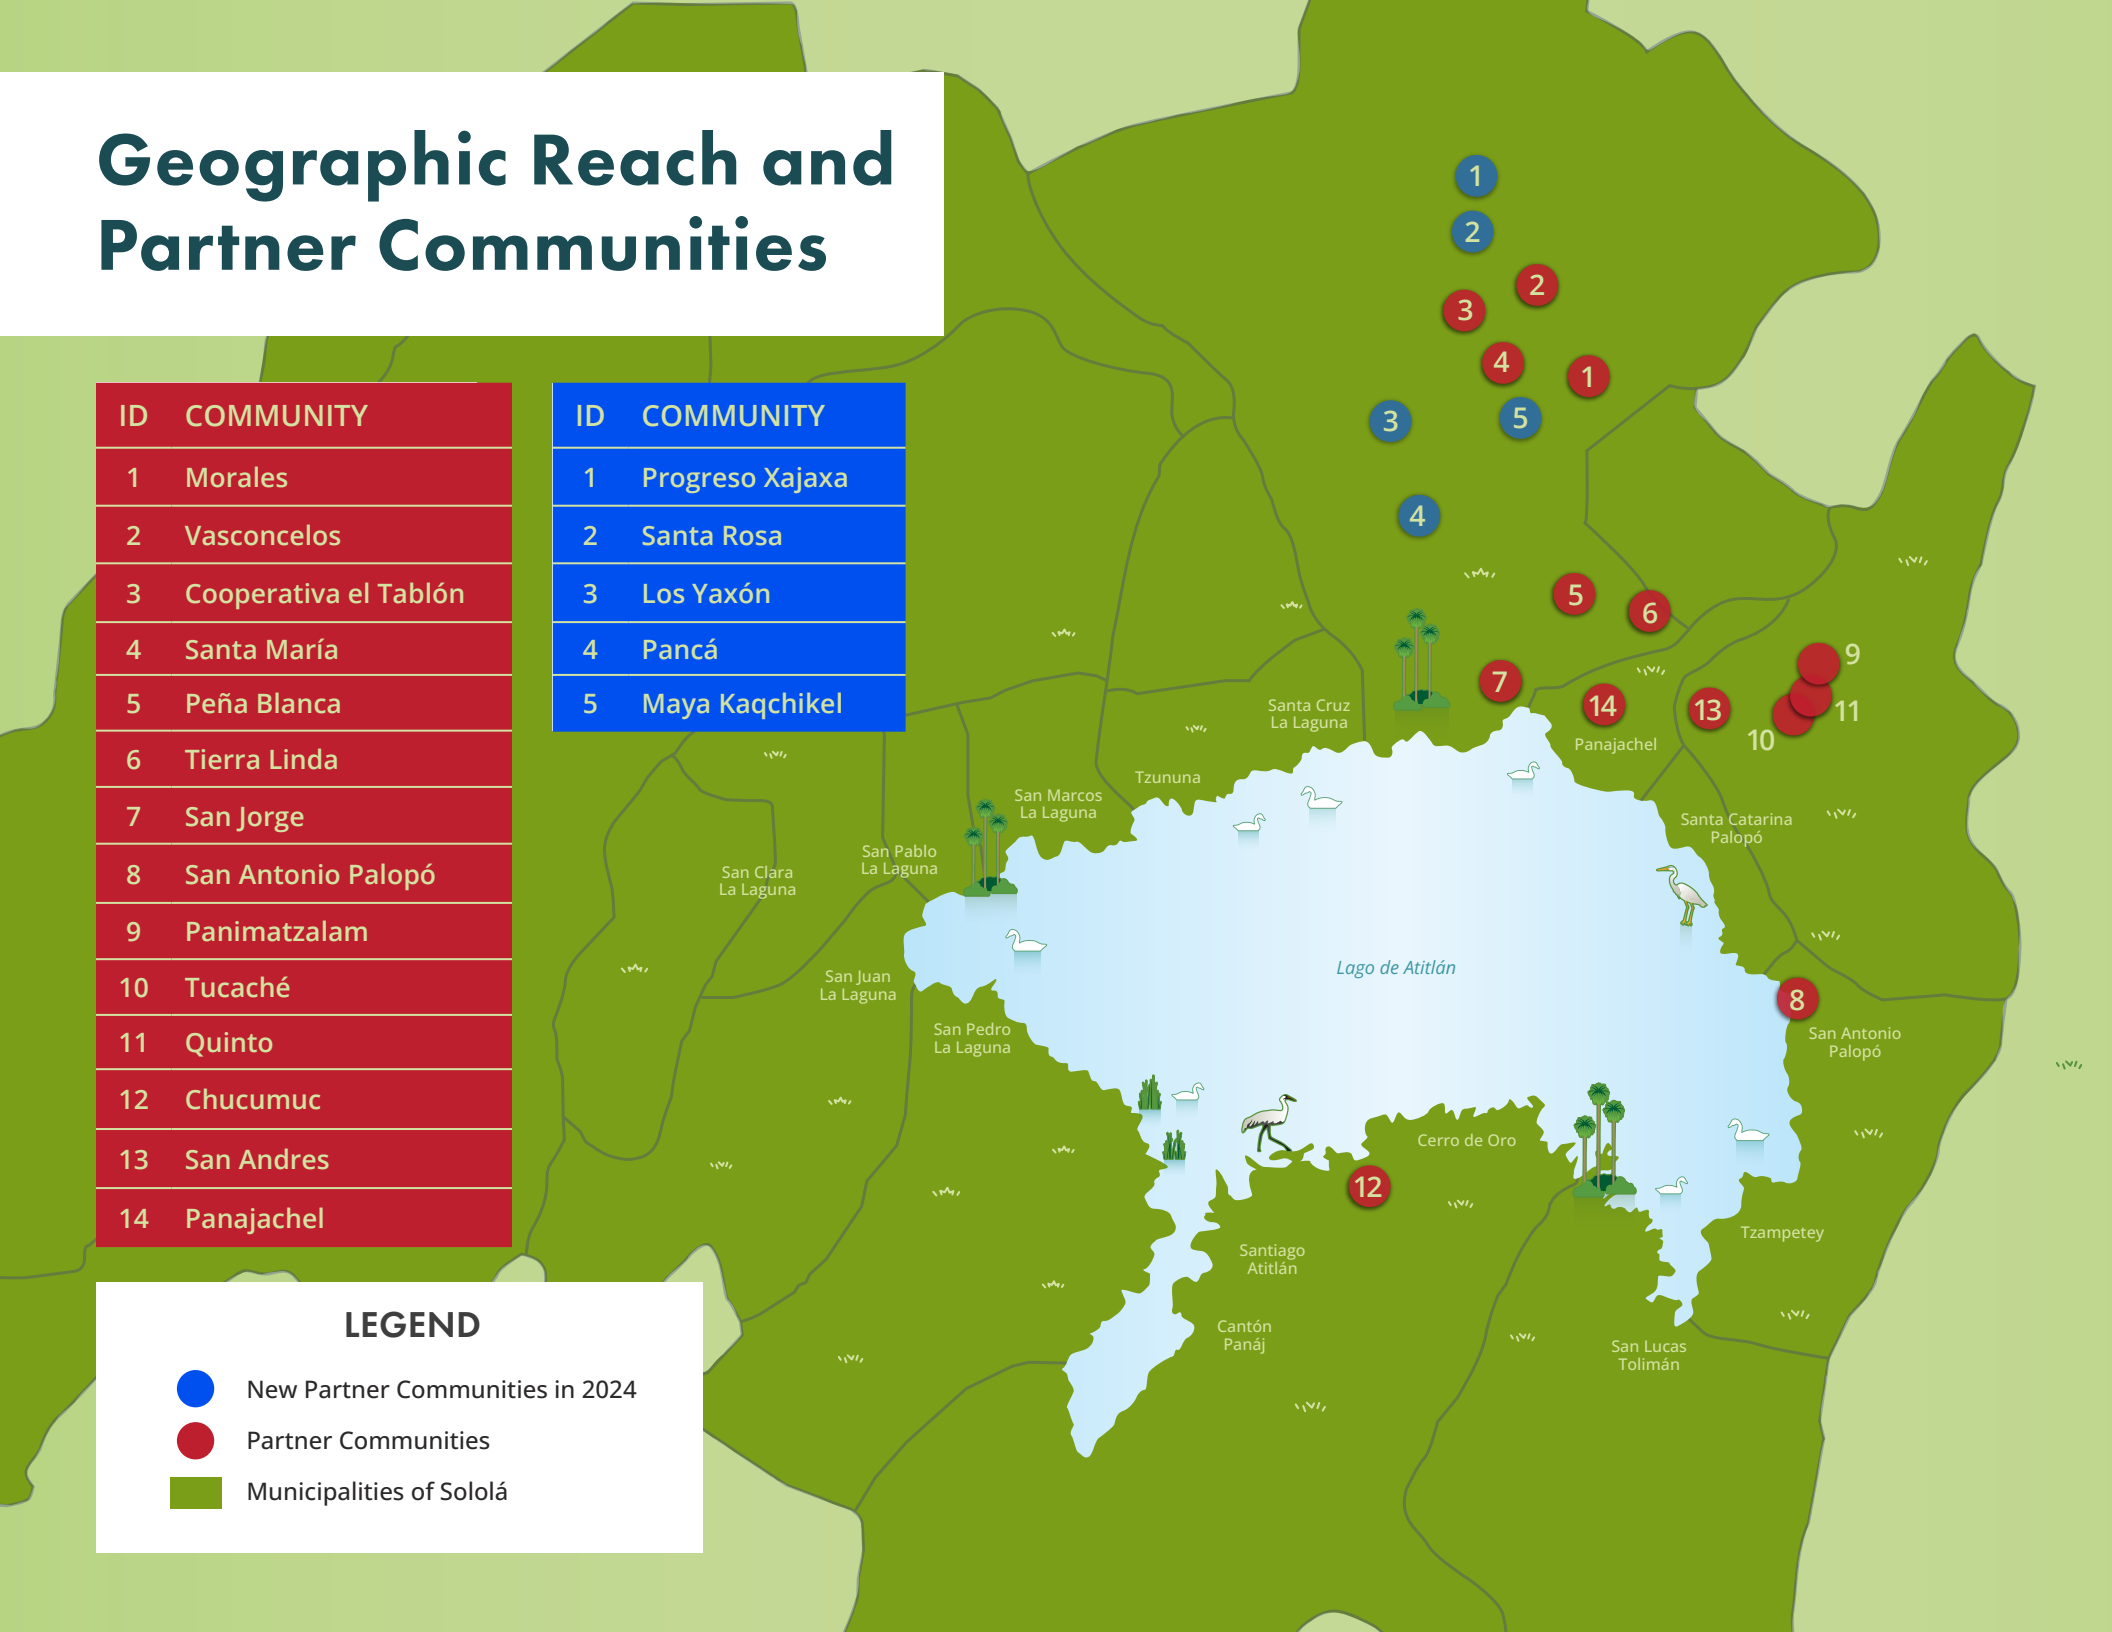 Geographic Reach and
Partner Communities
ID COMMUNITY
1 Morales
2 Vasconcelos
3 Cooperativa el Tablón
4 Santa María
5 Peña Blanca
6 Tierra Linda
7 San Jorge
8 San Antonio Palopó
9 Panimatzalam
10 Tucaché
11 Quinto
12 Chucumuc
13 San Andres
14 Panajachel
ID COMMUNITY
1 Progreso Xajaxa
2 Santa Rosa
3 Los Yaxón
4 Pancá
5 Maya Kaqchikel
1
2
2
3
4
1
3
5
4
5
6
7
14
13
9
11
10
8
12
Santa Cruz
La Laguna
Panajachel
Tzununa
San Marcos
La Laguna
Santa Catarina
Palopó
San Pablo
La Laguna
San Clara
La Laguna
Lago de Atitlán
San Juan
La Laguna
San Pedro
La Laguna
San Antonio
Palopó
Cerro de Oro
Tzampetey
Santiago
Atitlán
Cantón
Panáj
San Lucas
Tolimán
LEGEND
New Partner Communities in 2024
Partner Communities
Municipalities of Sololá